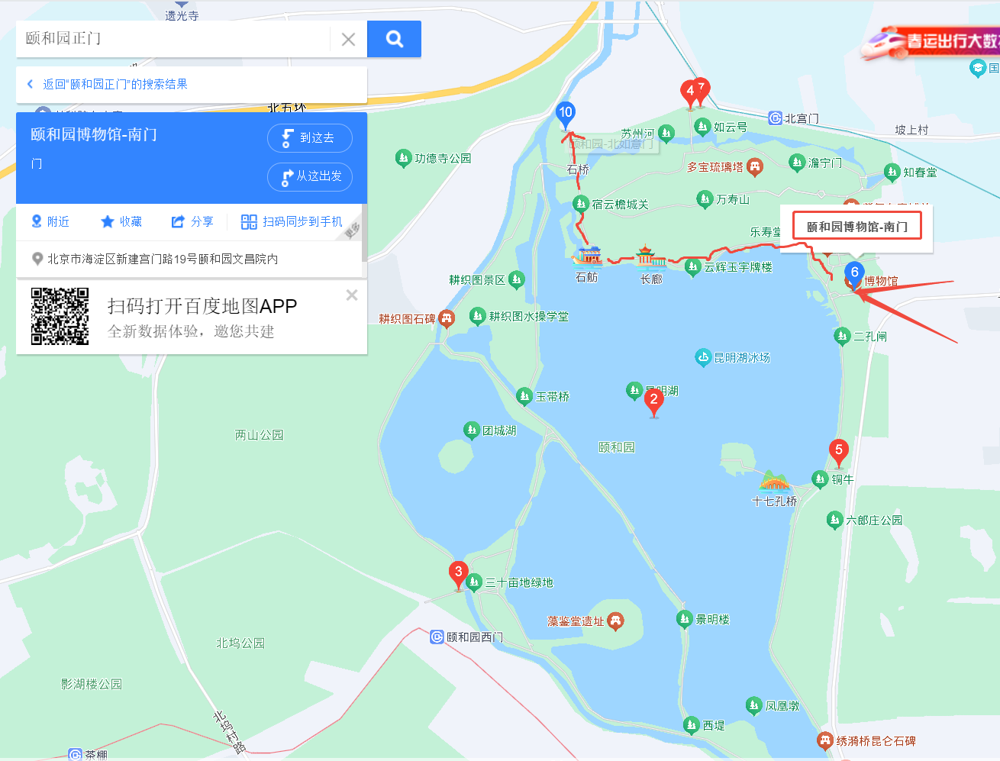 遗光寺
颐和园正门
春运出行大数
国
返回“颐和园正门”的搜索结果
北五环
4
7
10
北宫门
坡上村
颐和园博物馆-南门
到这去
门
从这出发
苏州河
如云号
颐和园-北如意门
功德寺公园
石桥
多宝琉璃塔
澹宁门
知春堂
宿云檐城关
万寿山
附近
收藏
分享
扫码同步到手机
更多
乐寿堂
颐和园博物馆-南门
北京市海淀区新建宫门路19号颐和园文昌院内
石舫
长廊
云辉玉宇牌楼
6
博物馆
耕织图景区
扫码打开百度地图APP
全新数据体验，邀您共建
耕织图石碑
耕织图水操学堂
二孔闸
昆明湖冰场
玉带桥
昆明湖
2
团城湖
两山公园
颐和园
5
铜牛
十七孔桥
六郎庄公园
3
三十亩地绿地
藻鉴堂遗址
景明楼
颐和园西门
北坞公园
影湖楼公园
凤凰墩
北坞村路
西堤
绣漪桥昆仑石碑
茶棚